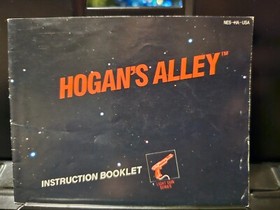 NES-HA-USA
HOGAN'S ALLEY™
INSTRUCTION BOOKLET
LIGHT GUN
SERIES